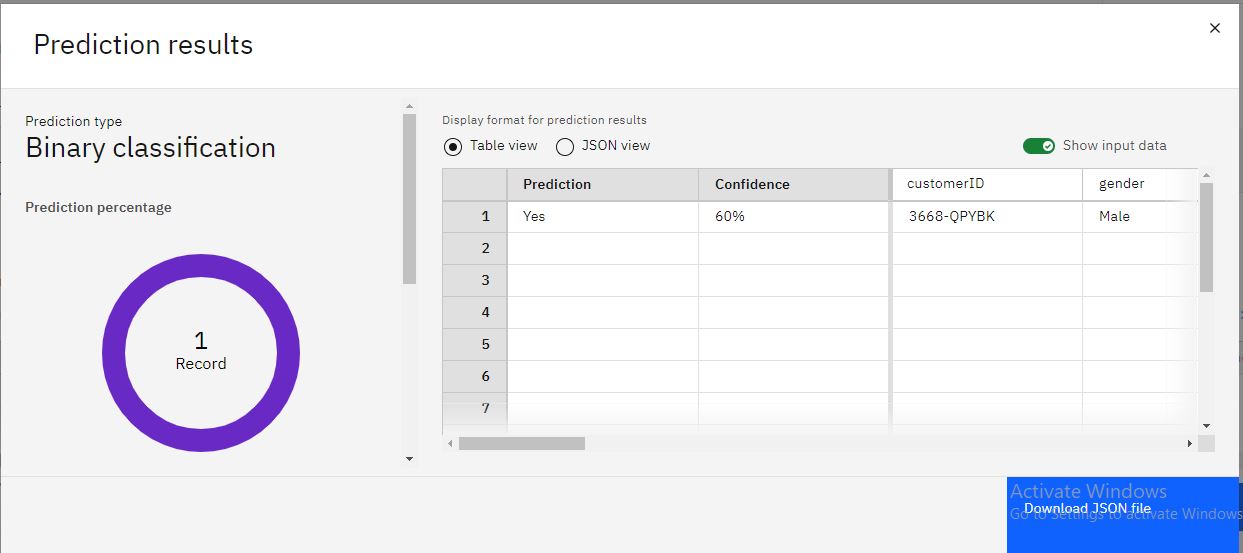 Prediction results
Prediction type
Binary classification
Prediction percentage
1
Record
Display format for prediction results
Table view JSON view Show input data
Prediction Confidence customerID gender
1 Yes 60% 3668-QPYBK Male
2
3
4
5
6
7
Activate Windows
Download JSON file
Go to Settings to activate Windows